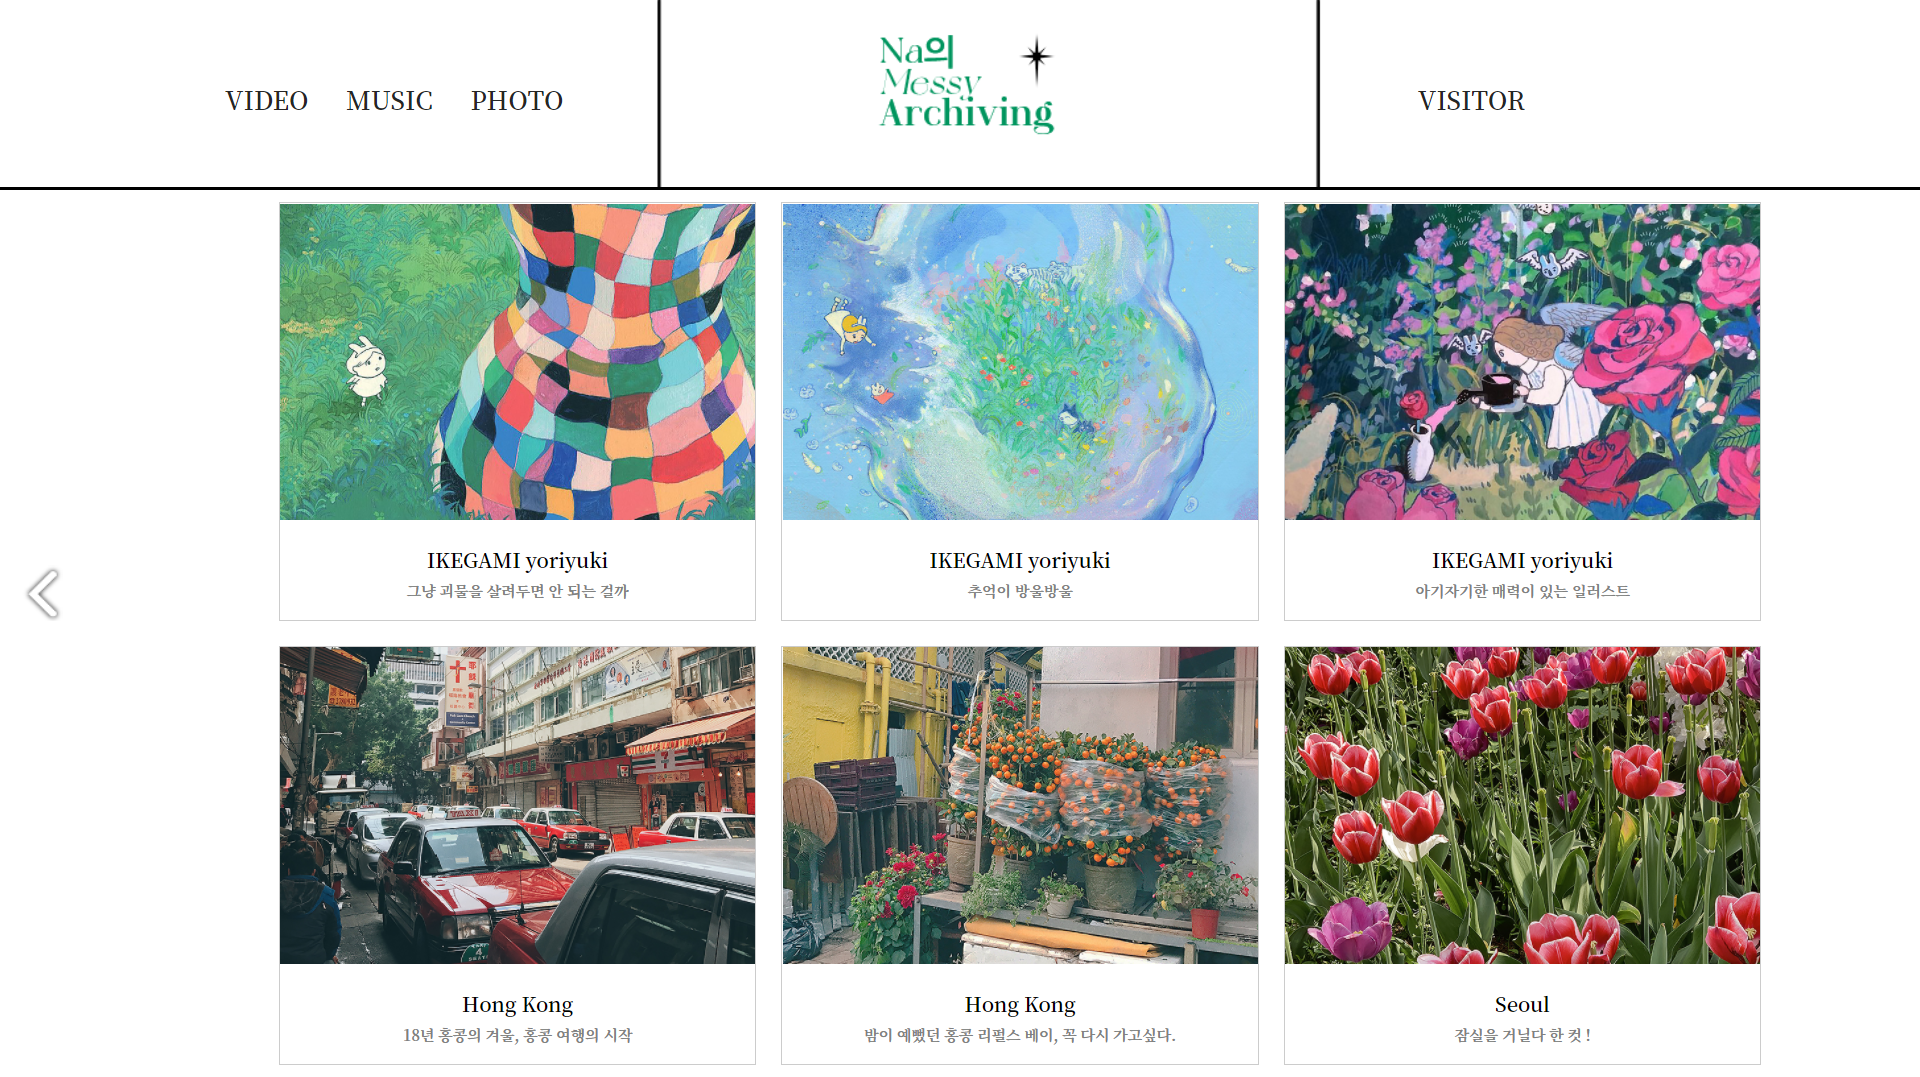 VIDEO MUSIC PHOTO
Na의
Messy
Archiving
VISITOR
IKEGAMI yoriyuki
그냥 괴물을 살려두면 안 되는 걸까
IKEGAMI yoriyuki
추억이 방울방울
IKEGAMI yoriyuki
아기자기한 매력이 있는 일러스트
TAXI
7
4
SEATS
Hong Kong
18년 홍콩의 겨울, 홍콩 여행의 시작
Hong Kong
밤이 예뻤던 홍콩 리펄스 베이, 꼭 다시 가고싶다.
Seoul
잠실을 거닐다 한 컷 !